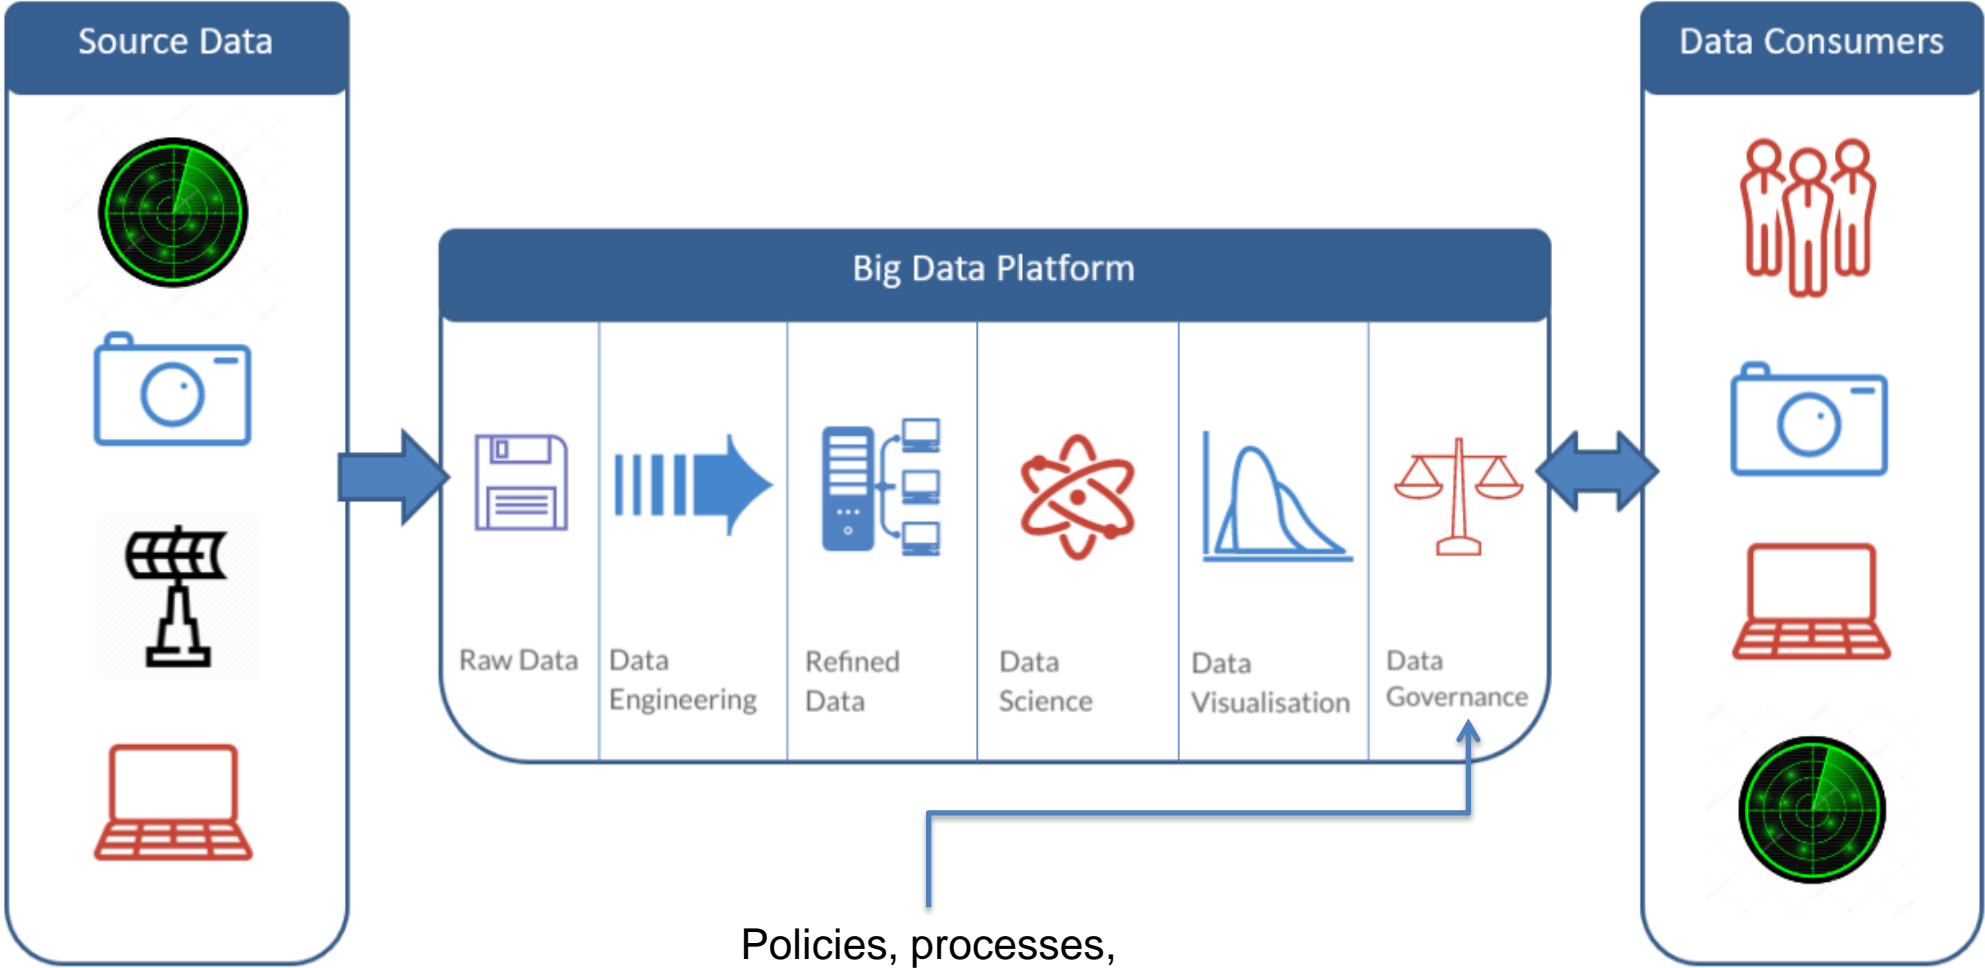 Source Data
Data Consumers
Big Data Platform
Raw Data
Data
Engineering
Refined
Data
Data
Science
Data
Visualisation
Data
Governance
Policies, processes,